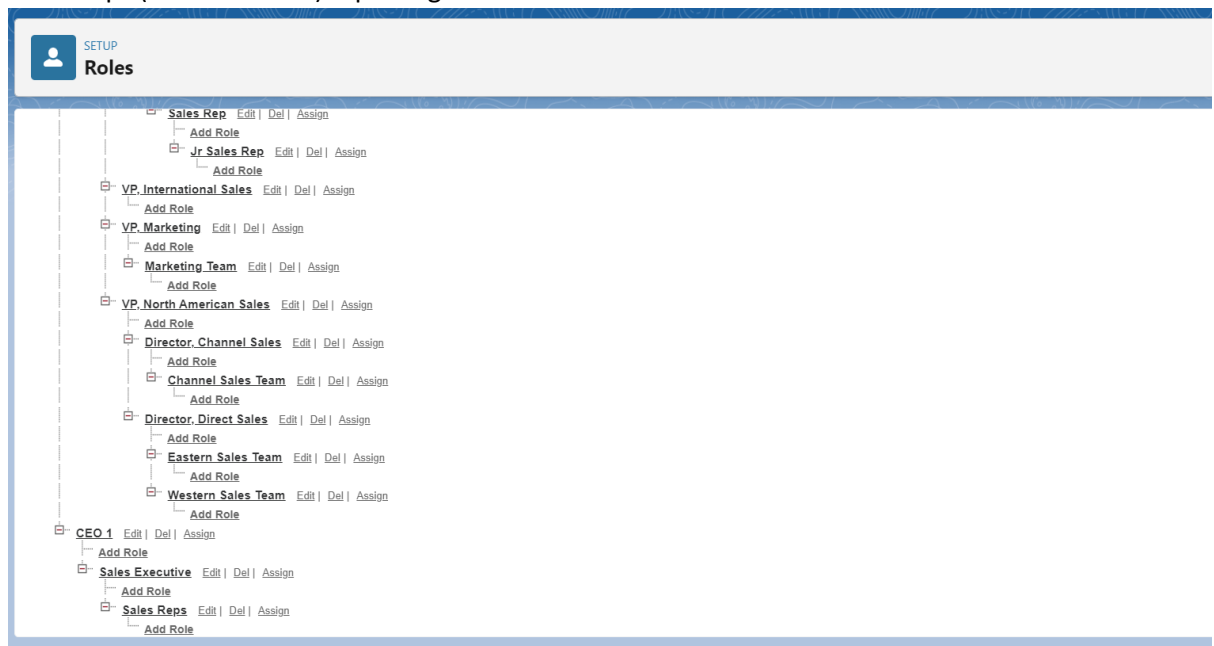 SETUP
Roles
Sales Rep Edit | Del | Assign
Add Role
Jr Sales Rep Edit | Del | Assign
Add Role
VP, International Sales Edit | Del | Assign
Add Role
VP, Marketing Edit | Del | Assign
Add Role
Marketing Team Edit | Del | Assign
Add Role
VP, North American Sales Edit | Del | Assign
Add Role
Director, Channel Sales Edit | Del | Assign
Add Role
Channel Sales Team Edit | Del | Assign
Add Role
Director, Direct Sales Edit | Del | Assign
Add Role
Eastern Sales Team Edit | Del | Assign
Add Role
Western Sales Team Edit | Del | Assign
Add Role
CEO 1 Edit | Del | Assign
Add Role
Sales Executive Edit | Del | Assign
Add Role
Sales Reps Edit | Del | Assign
Add Role